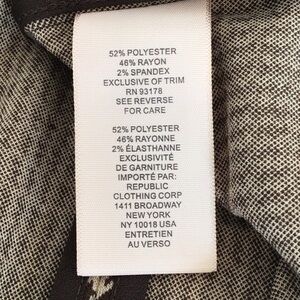 52% POLYESTER
46% RAYON
2% SPANDEX
EXCLUSIVE OF TRIM
RN 93178
SEE REVERSE
FOR CARE
52% POLYESTER
46% RAYONNE
2% ÉLASTHANNE
EXCLUSIVITÉ
DE GARNITURE
IMPORTÉ PAR:
REPUBLIC
CLOTHING CORP
1411 BROADWAY
NEW YORK
NY 10018 USA
ENTRETIEN
AU VERSO